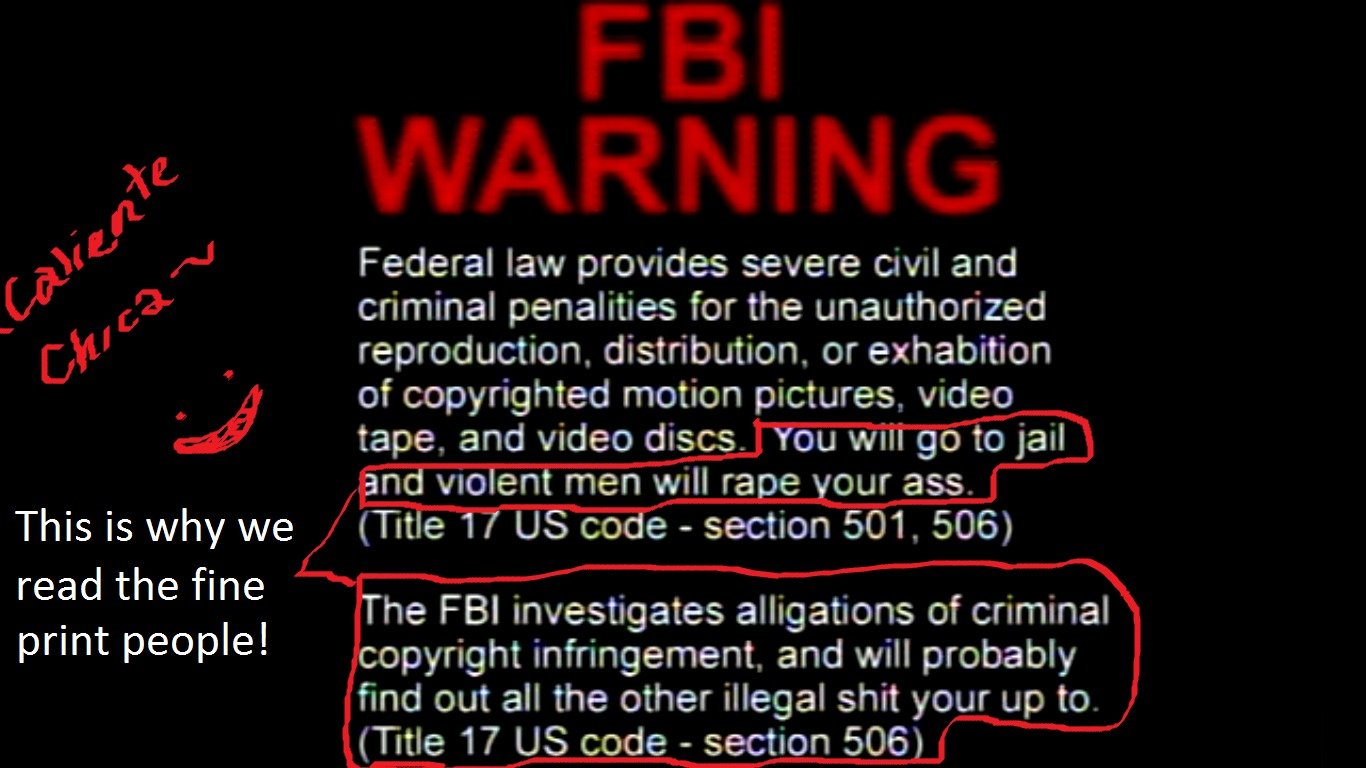 FBI
WARNING
Federal law provides severe civil and
criminal penalities for the unauthorized
reproduction, distribution, or exhabition
of copyrighted motion pictures, video
tape, and video discs. You will go to jail
and violent men will rape your ass.
(Title 17 US code - section 501, 506)
The FBI investigates alligations of criminal
copyright infringement, and will probably
find out all the other illegal shit your up to.
(Title 17 US code - section 506)
~Caliente
Chica~
This is why we
read the fine
print people!